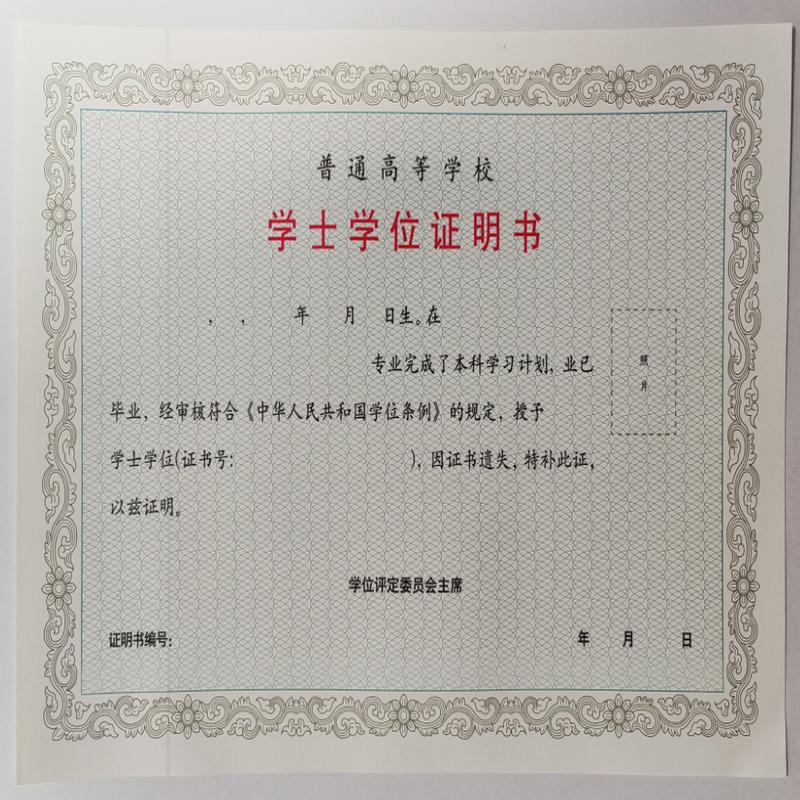 普通高等学校
学士学位证明书
, , 年 月 日生。在
专业完成了本科学习计划, 业已
毕业, 经审核符合《中华人民共和国学位条例》的规定, 授予
学士学位(证书号: ), 因证书遗失, 特补此证,
以兹证明。
照
片
学位评定委员会主席
证明书编号: 年 月 日